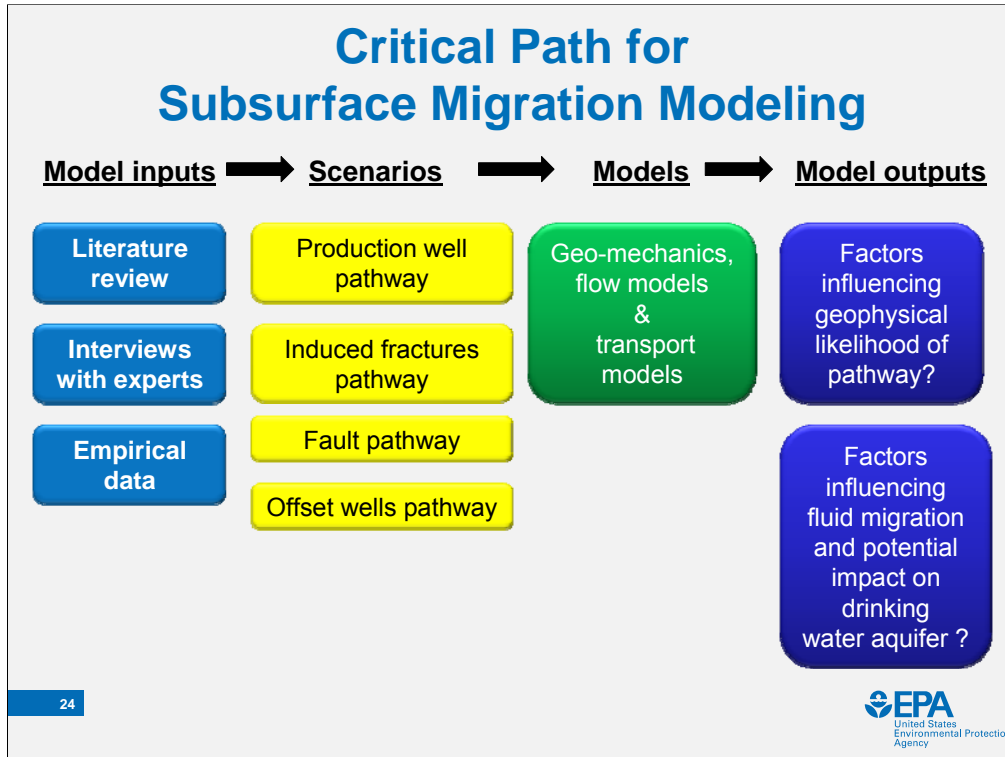 Critical Path for
Subsurface Migration Modeling
Model inputs
Scenarios
Models
Model outputs
Literature
review
Interviews
with experts
Empirical
data
Production well
pathway
Induced fractures
pathway
Fault pathway
Offset wells pathway
Geo-mechanics,
flow models
&
transport
models
Factors
influencing
geophysical
likelihood of
pathway?
Factors
influencing
fluid migration
and potential
impact on
drinking
water aquifer ?
24
EPA
United States
Environmental Protectio
Agency